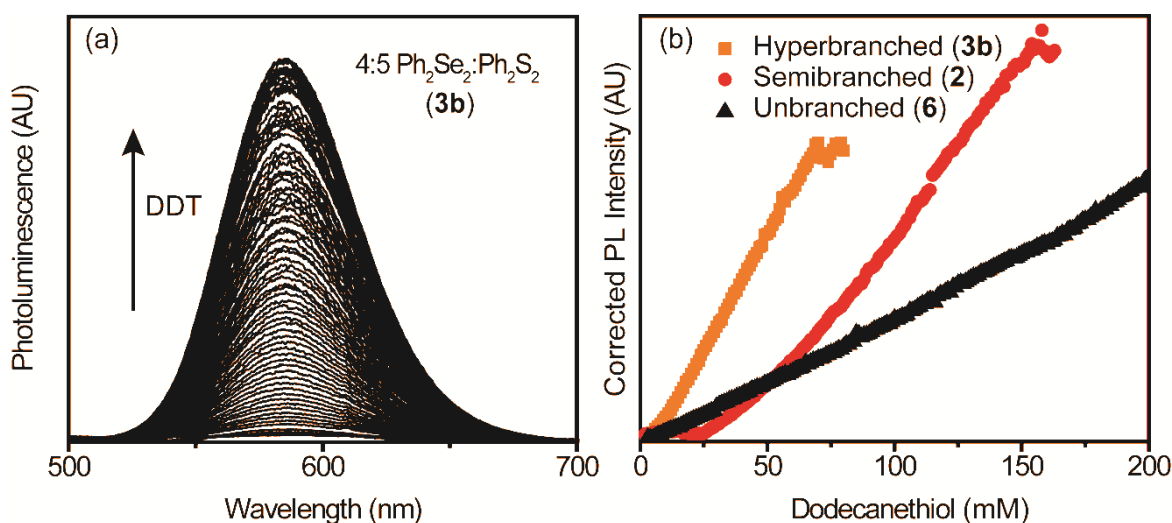 (a)
4:5 Ph₂Se₂:Ph₂S₂
(3b)
DDT
Photoluminescence (AU)
500
600
700
Wavelength (nm)
(b)
Hyperbranched (3b)
Semibranched (2)
Unbranched (6)
Corrected PL Intensity (AU)
0
50
100
150
200
Dodecanethiol (mM)